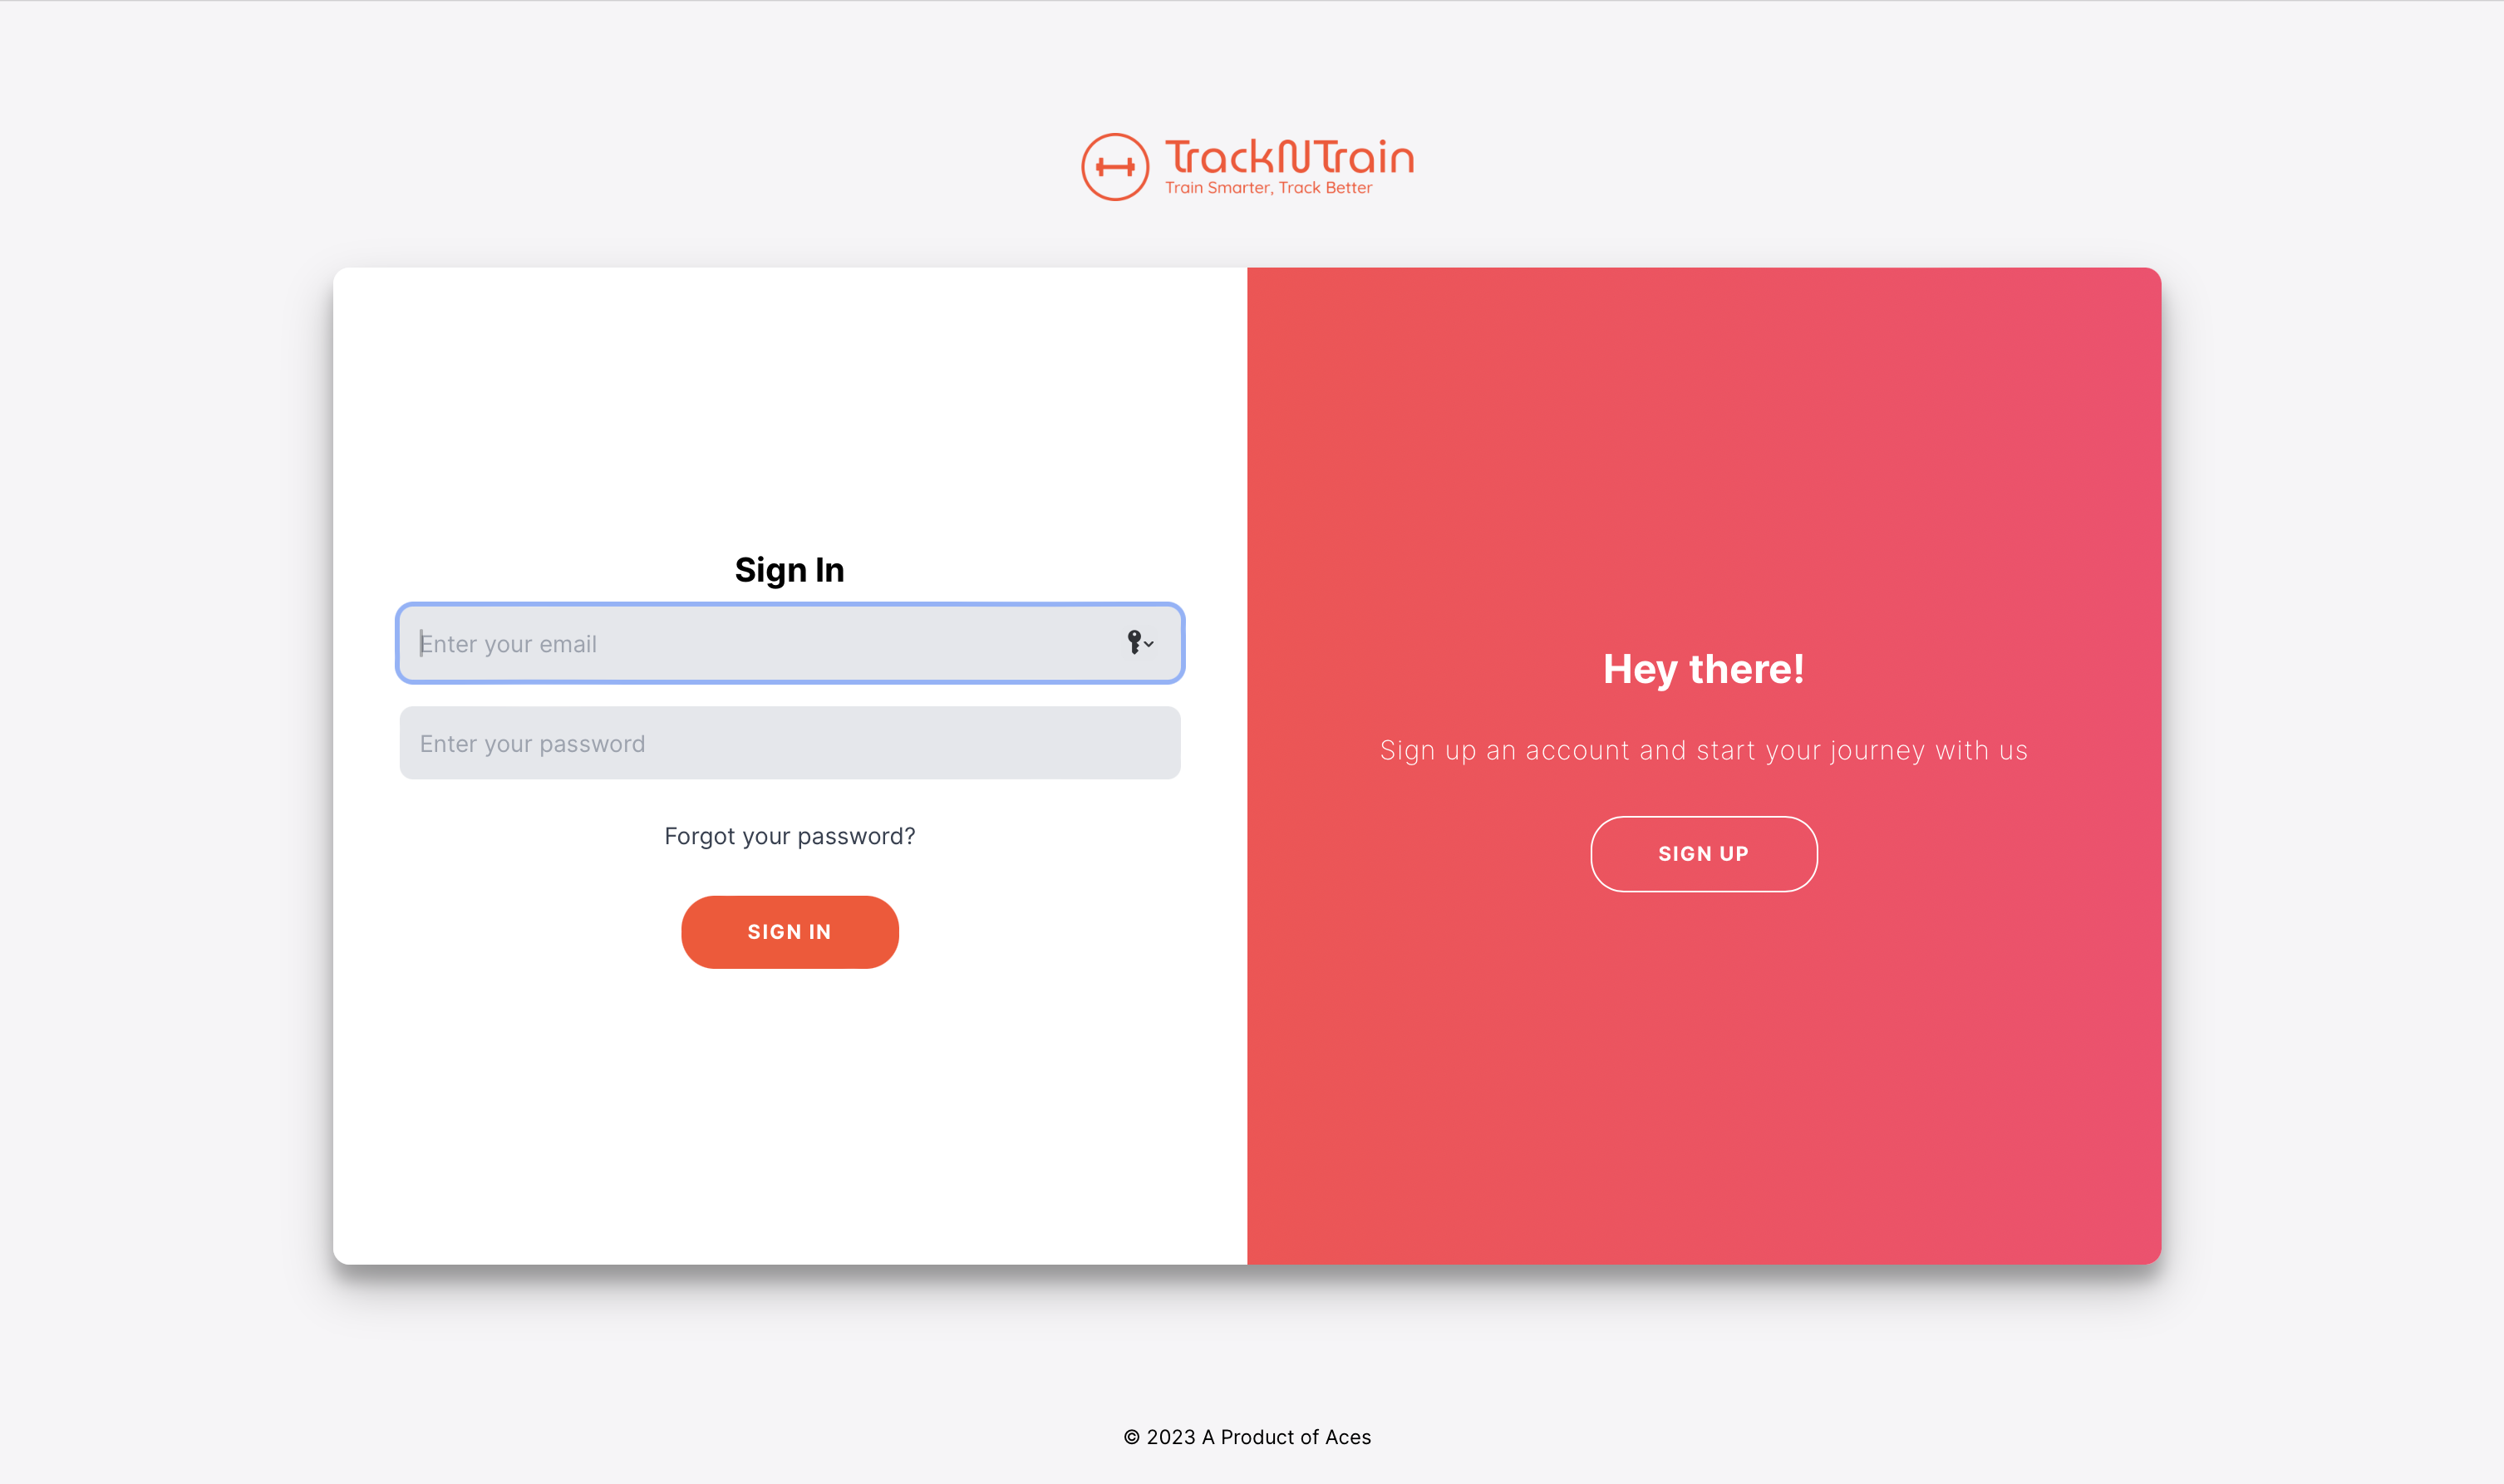 TrackNTrain
Train Smarter, Track Better
Sign In
Enter your email
Enter your password
Forgot your password?
SIGN IN
Hey there!
Sign up an account and start your journey with us
SIGN UP
© 2023 A Product of Aces